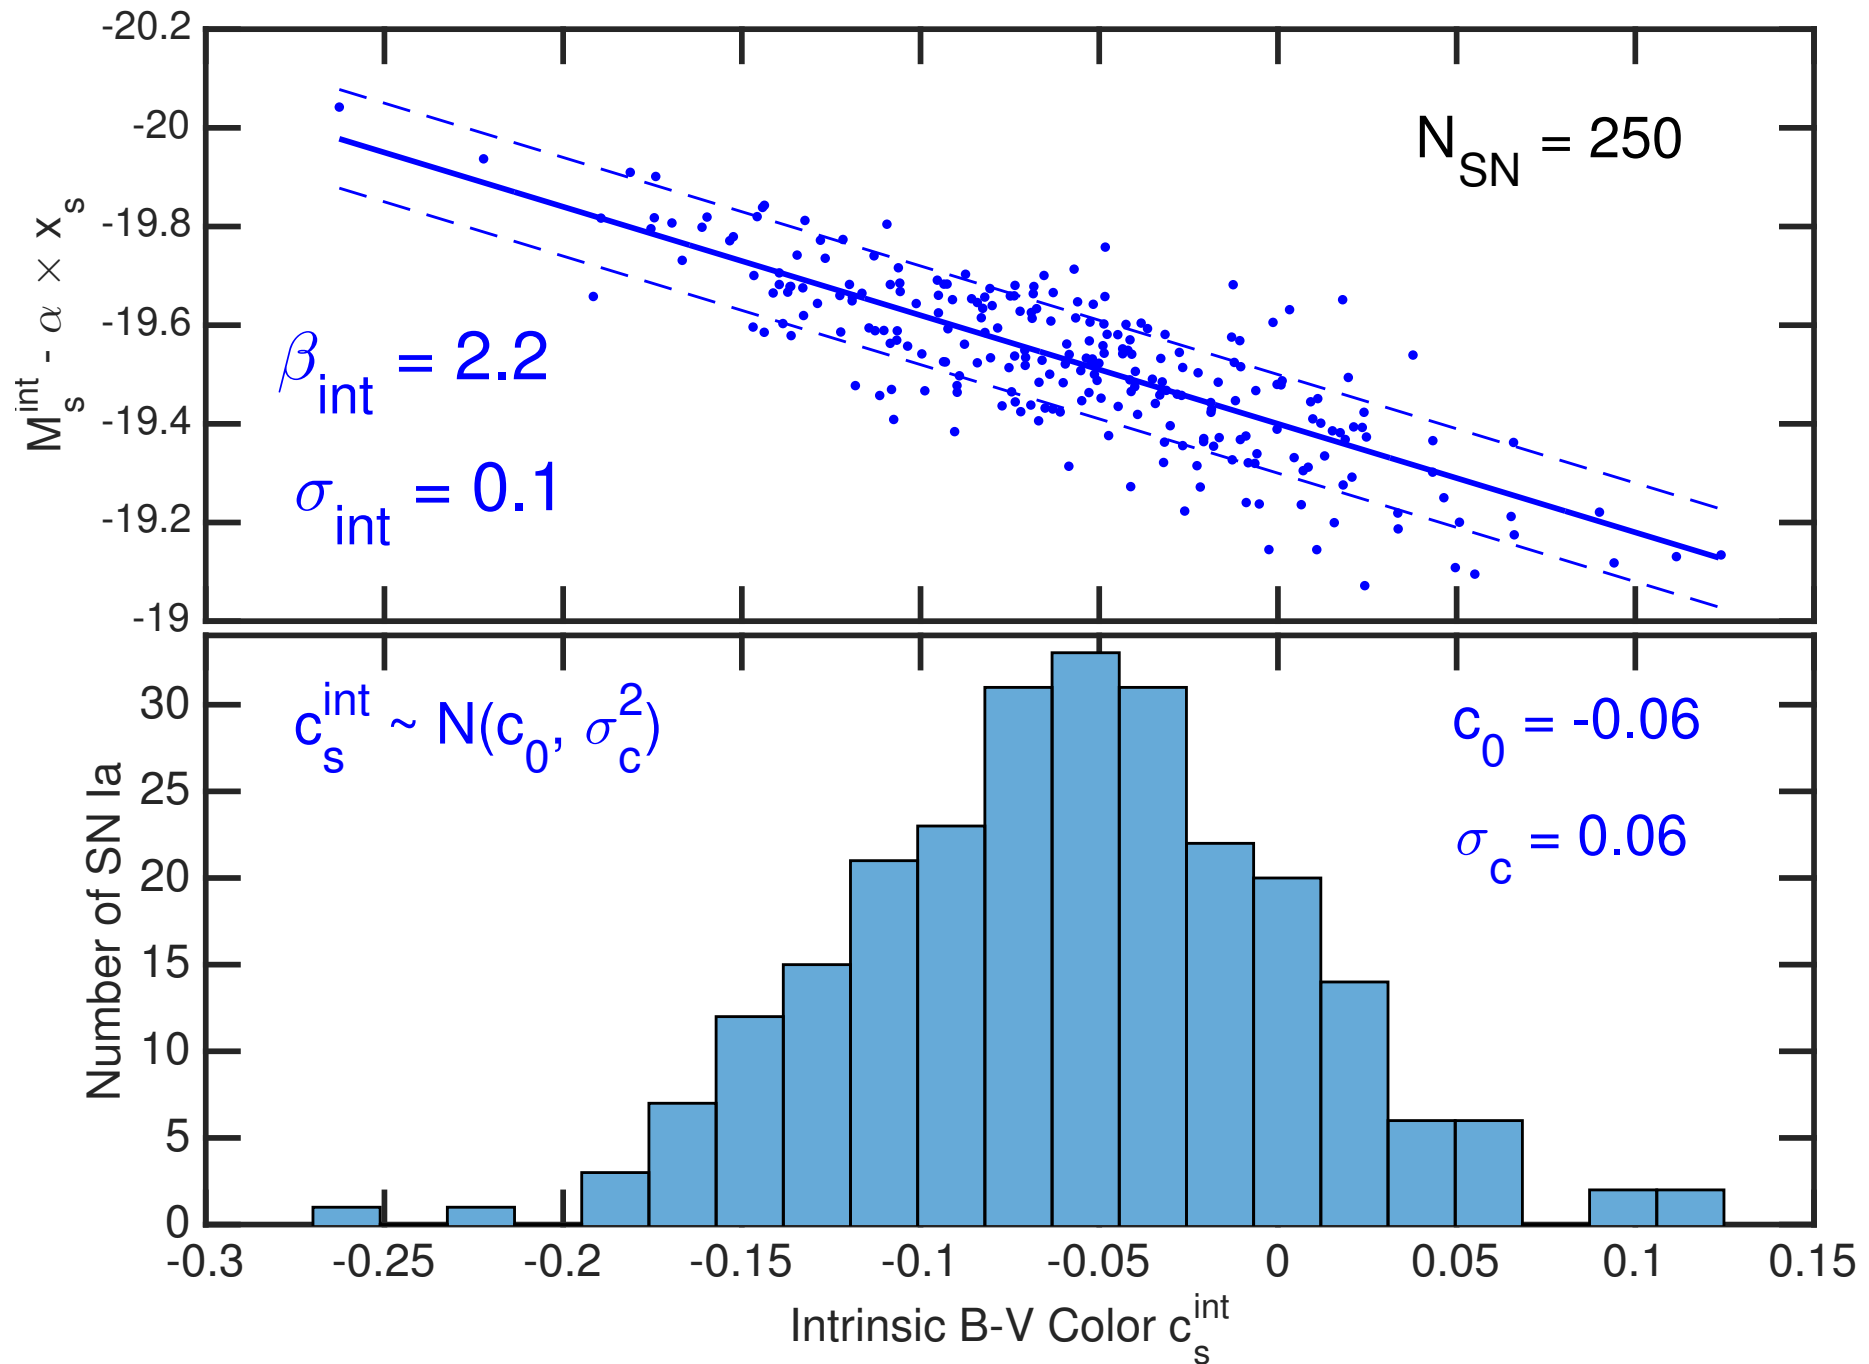 -20.2
-20
-19.8
-19.6
-19.4
-19.2
-19
M_s^int - α × x_s
N_SN = 250
β_int = 2.2
σ_int = 0.1
c_s^int ~ N(c_0, σ_c^2)
c_0 = -0.06
σ_c = 0.06
30
25
20
15
10
5
0
Number of SN Ia
-0.3 -0.25 -0.2 -0.15 -0.1 -0.05 0 0.05 0.1 0.15
Intrinsic B-V Color c_s^int